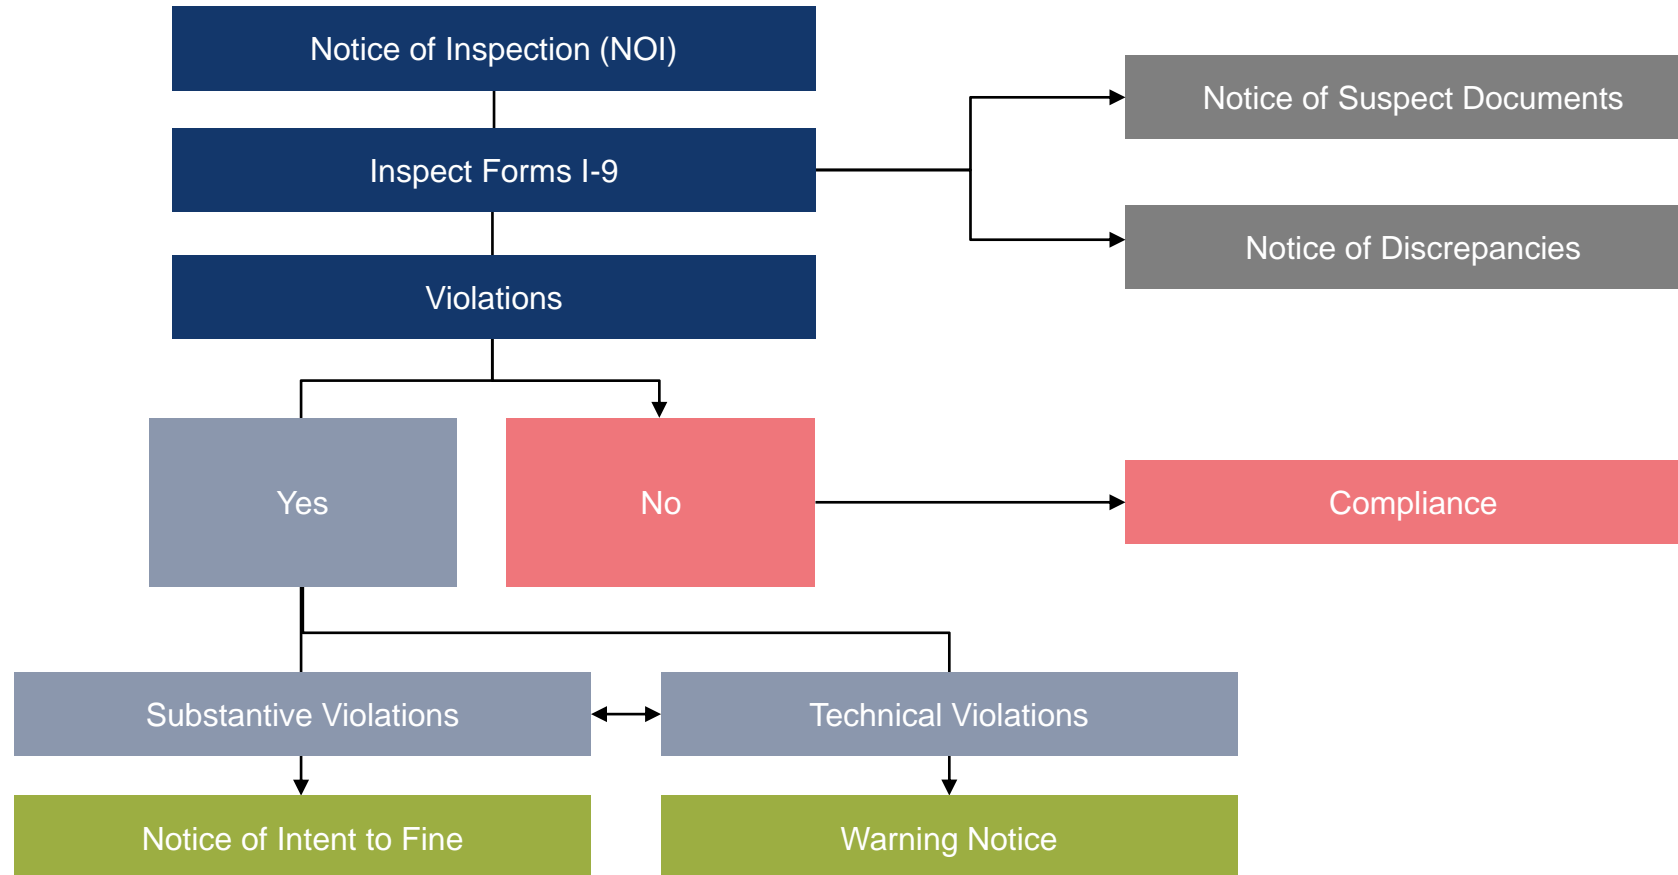 Notice of Inspection (NOI)
Notice of Suspect Documents
Inspect Forms I-9
Notice of Discrepancies
Violations
Yes
No
Compliance
Substantive Violations
Technical Violations
Notice of Intent to Fine
Warning Notice